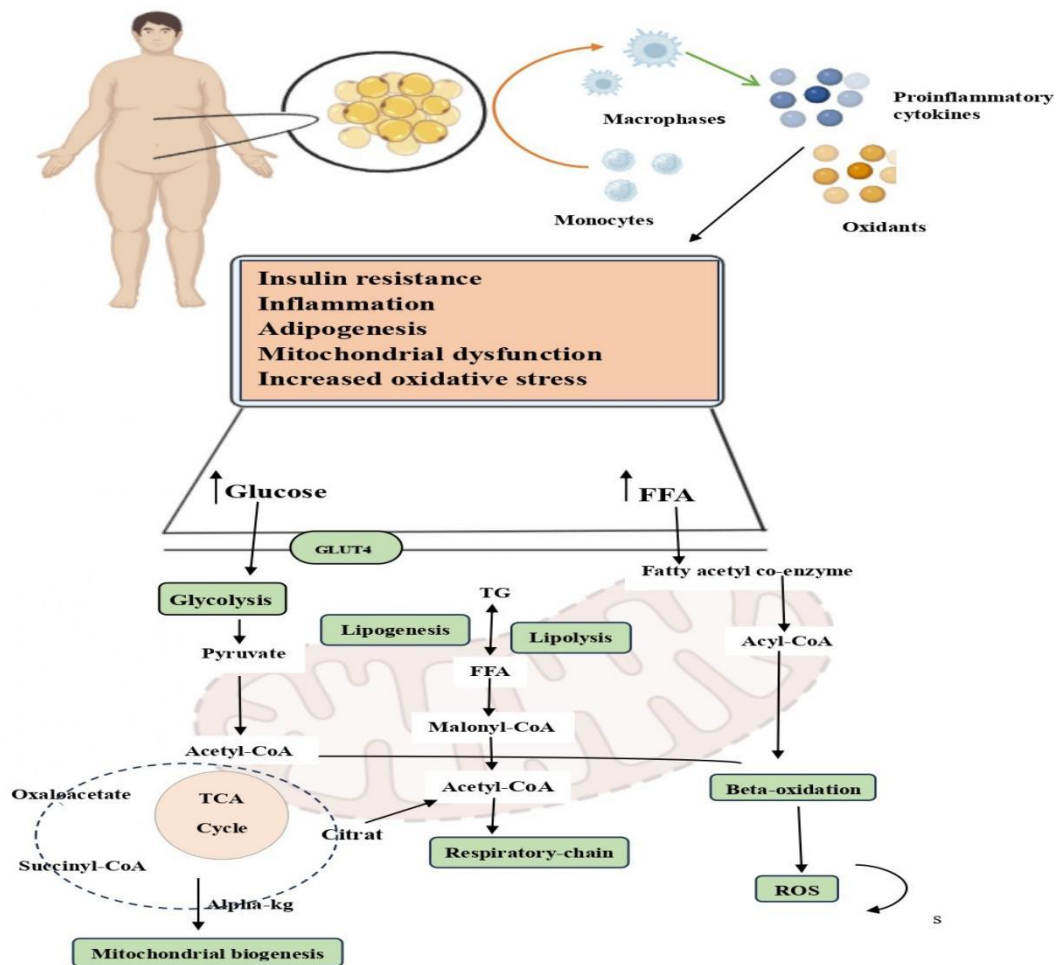 Macrophases
Proinflammatory
cytokines
Monocytes
Oxidants
Insulin resistance
Inflammation
Adipogenesis
Mitochondrial dysfunction
Increased oxidative stress
Glucose
FFA
GLUT4
Fatty acetyl co-enzyme
Glycolysis
TG
Lipogenesis
Lipolysis
Acyl-CoA
Pyruvate
FFA
Malonyl-CoA
Acetyl-CoA
Acetyl-CoA
Beta-oxidation
Oxaloacetate
TCA
Cycle
Citrat
Respiratory-chain
Succinyl-CoA
ROS
Alpha-kg
s
Mitochondrial biogenesis